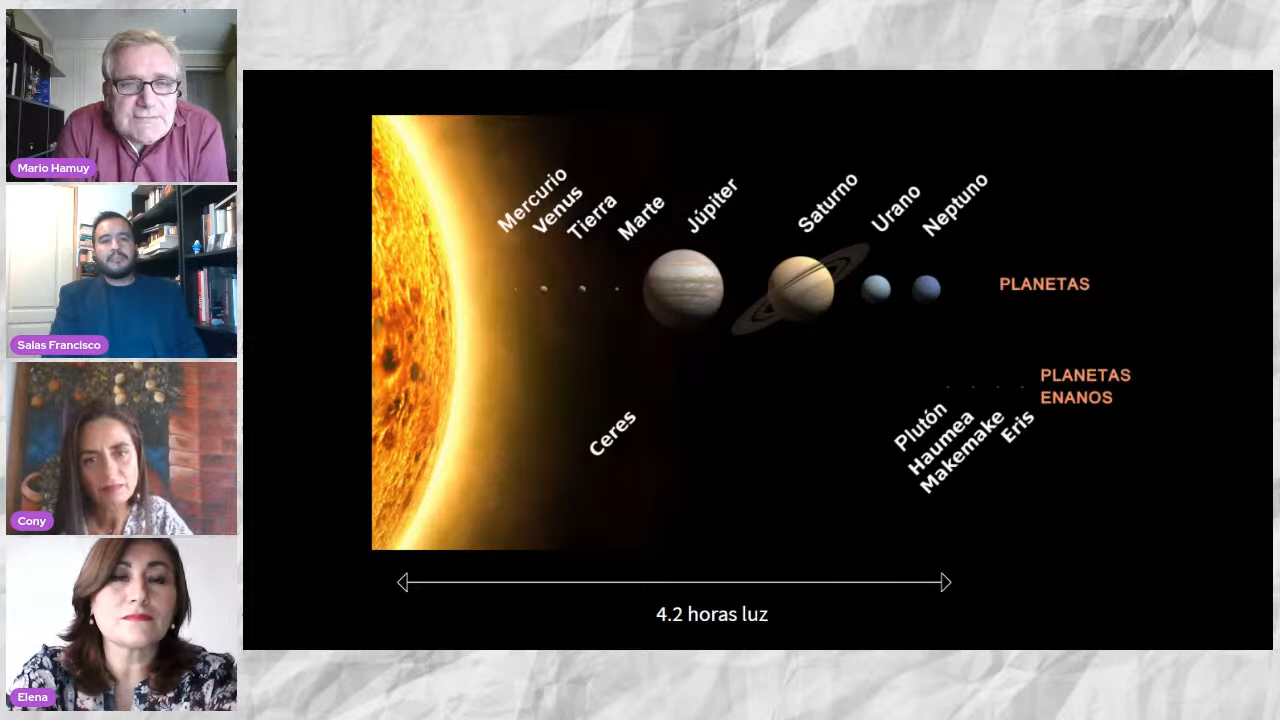 Mario Hamuy
Salas Francisco
Cony
Elena
Mercurio
Venus
Tierra
Marte
Júpiter
Saturno
Urano
Neptuno
PLANETAS
Ceres
Plutón
Haumea
Makemake
Eris
PLANETAS
ENANOS
4.2 horas luz